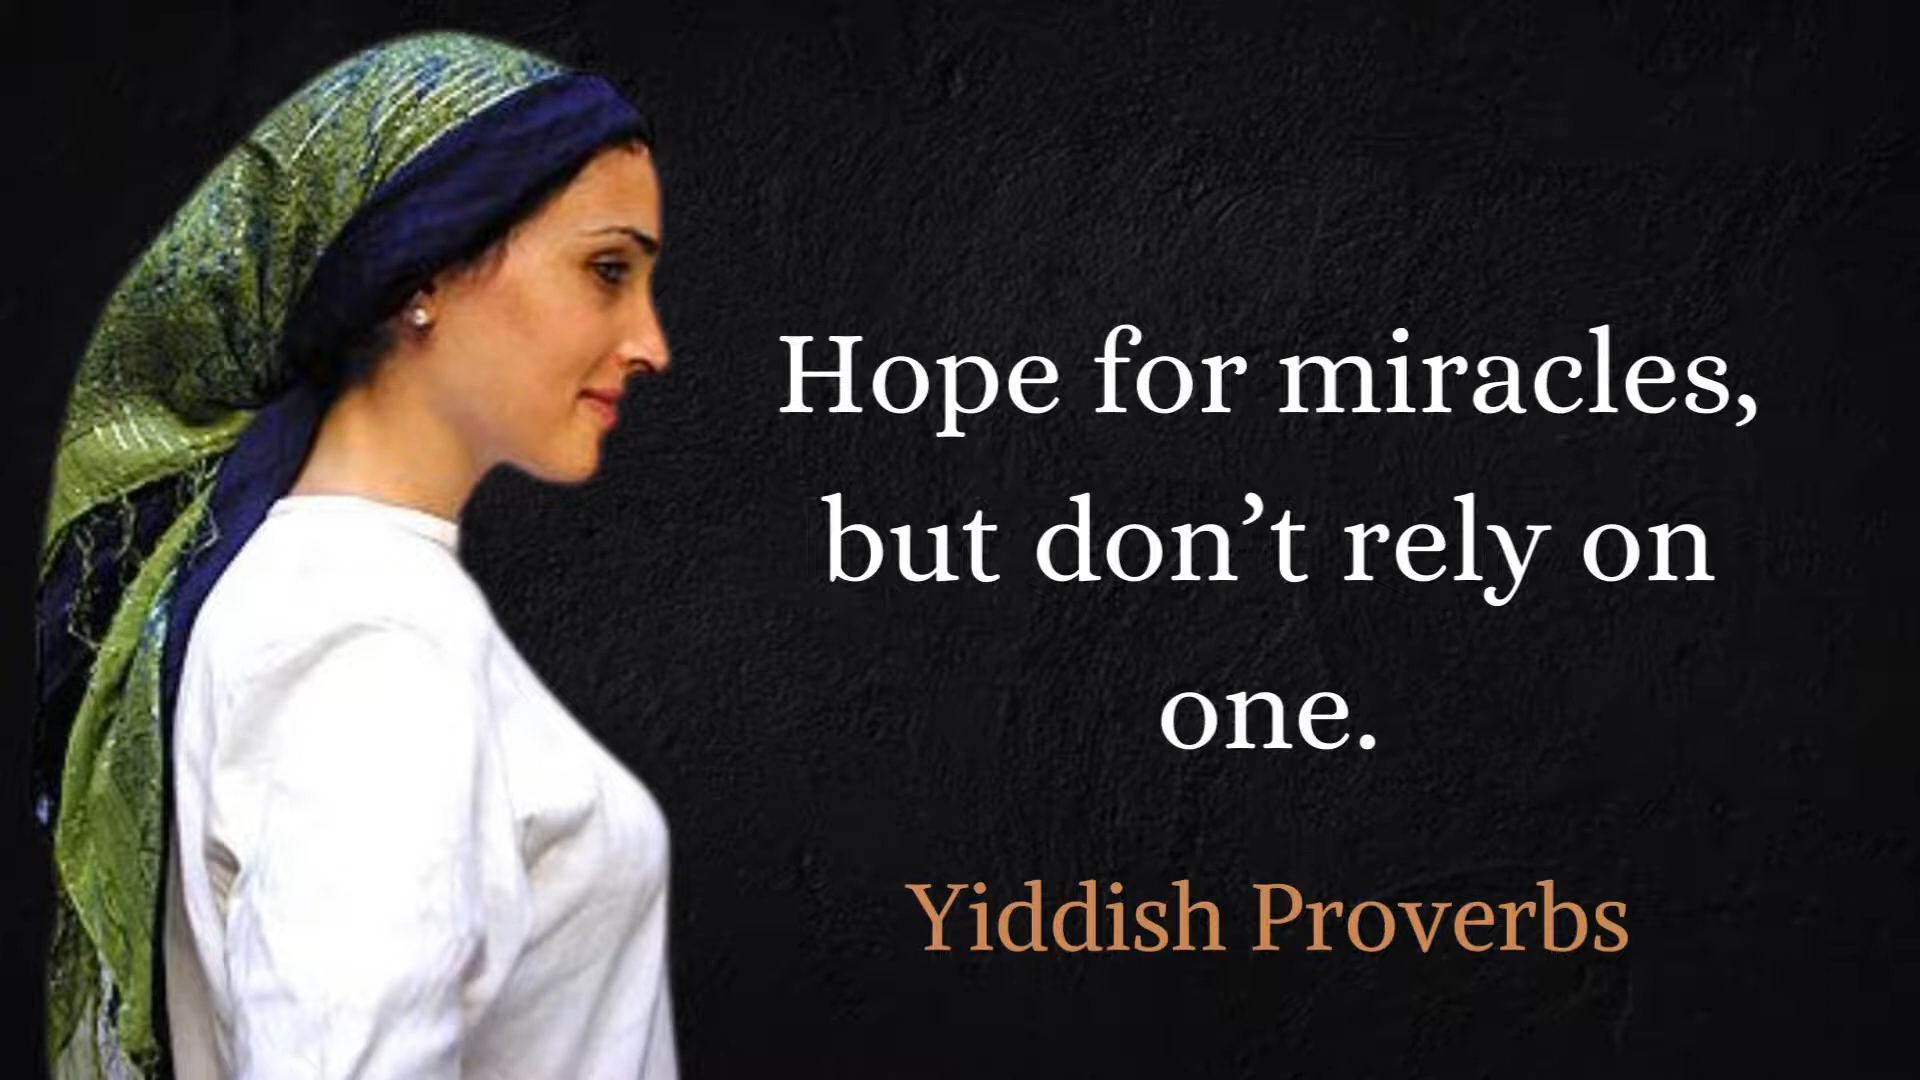 Hope for miracles,
but don’t rely on
one.
Yiddish Proverbs